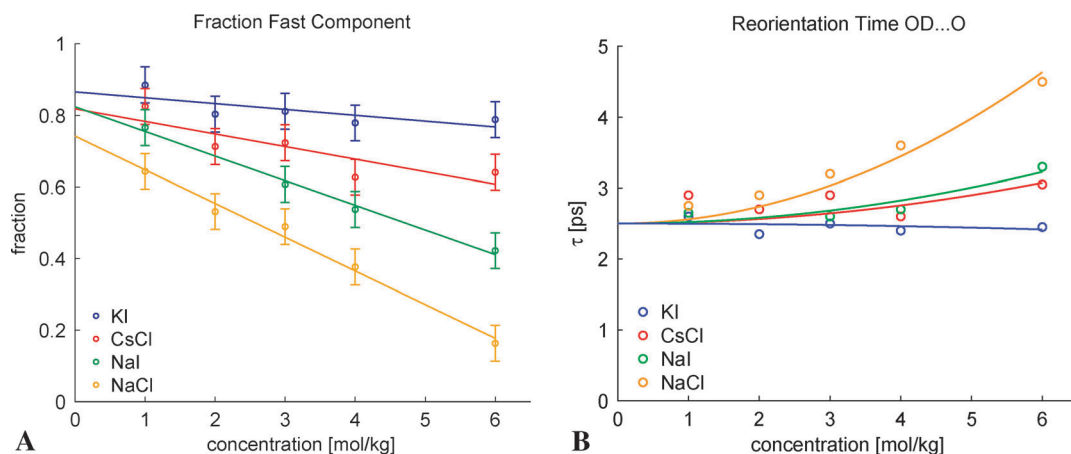 Fraction Fast Component
1
0.8
0.6
0.4
0.2
0
fraction
KI
CsCl
NaI
NaCl
0 1 2 3 4 5 6
concentration [mol/kg]
A
Reorientation Time OD...O
5
4
3
2
1
0
τ [ps]
KI
CsCl
NaI
NaCl
0 1 2 3 4 5 6
concentration [mol/kg]
B